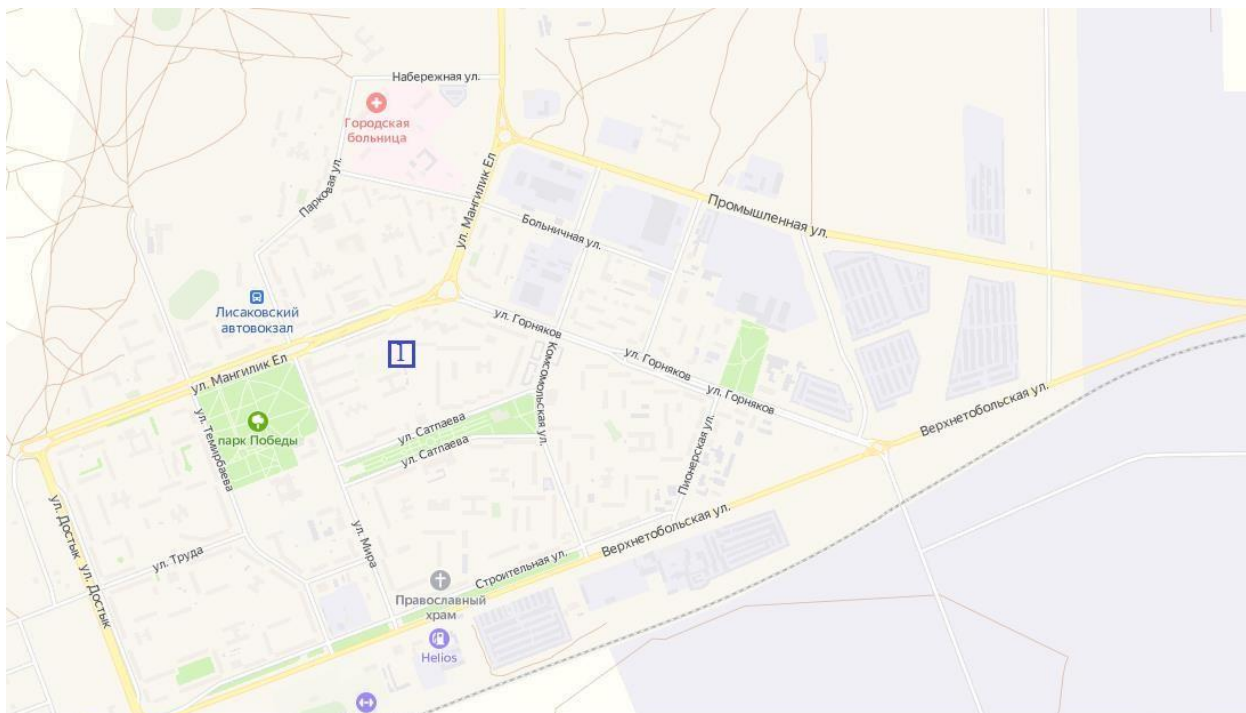 Набережная ул.
Городская
больница
Парковая ул.
ул. Мангилик Ел
Промышленная ул.
Больничная ул.
Лисаковский
автовокзал
ул. Горняков
1
ул. Мангилик Ел
Комсомольская ул.
ул. Горняков
ул. Горняков
парк Победы
ул. Темирбаева
ул. Сатпаева
ул. Сатпаева
Верхнетобольская ул.
Пионерская ул.
ул. Достык
ул. Достык
ул. Труда
ул. Мира
Верхнетобольская ул.
Строительная ул.
Православный
храм
Helios